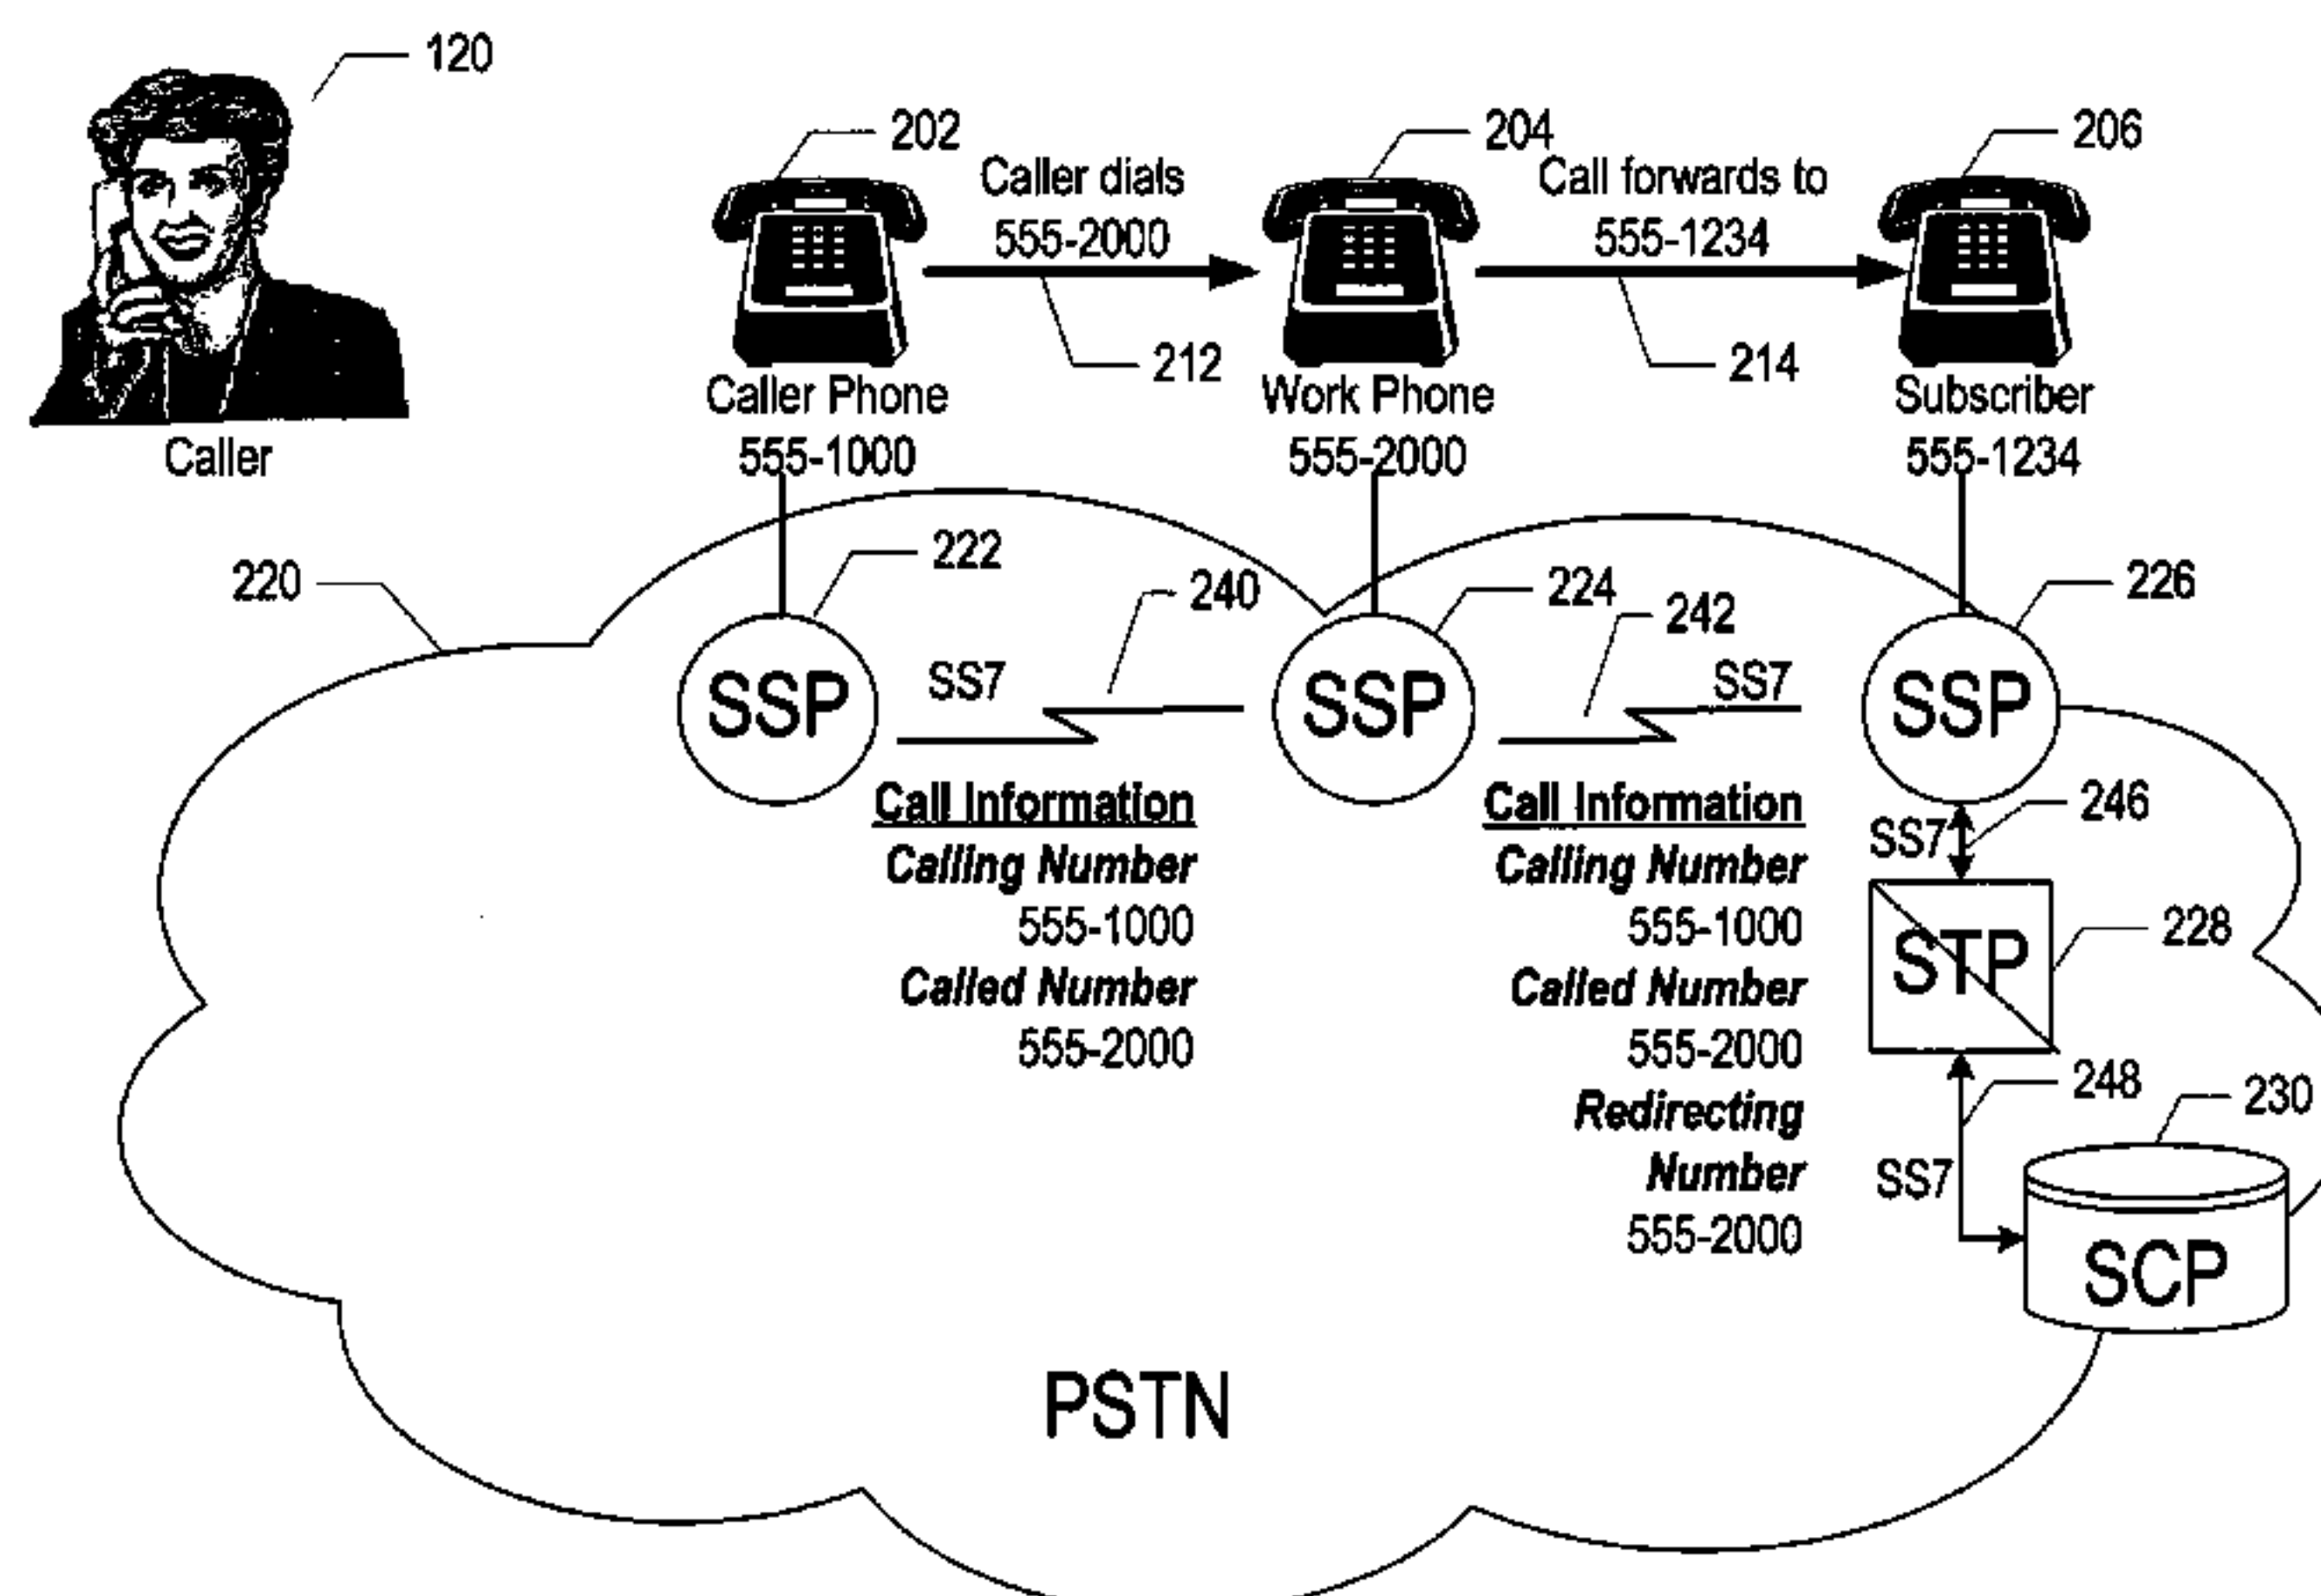 120
202
204
206
Caller dials
555-2000
Call forwards to
555-1234
212
214
Caller
Caller Phone
555-1000
Work Phone
555-2000
Subscriber
555-1234
220
222
240
224
242
226
SSP
SS7
SSP
SS7
SSP
Call Information
Calling Number
555-1000
Called Number
555-2000
Call Information
Calling Number
555-1000
Called Number
555-2000
Redirecting
Number
555-2000
246
SS7
STP
228
248
230
SS7
SCP
PSTN